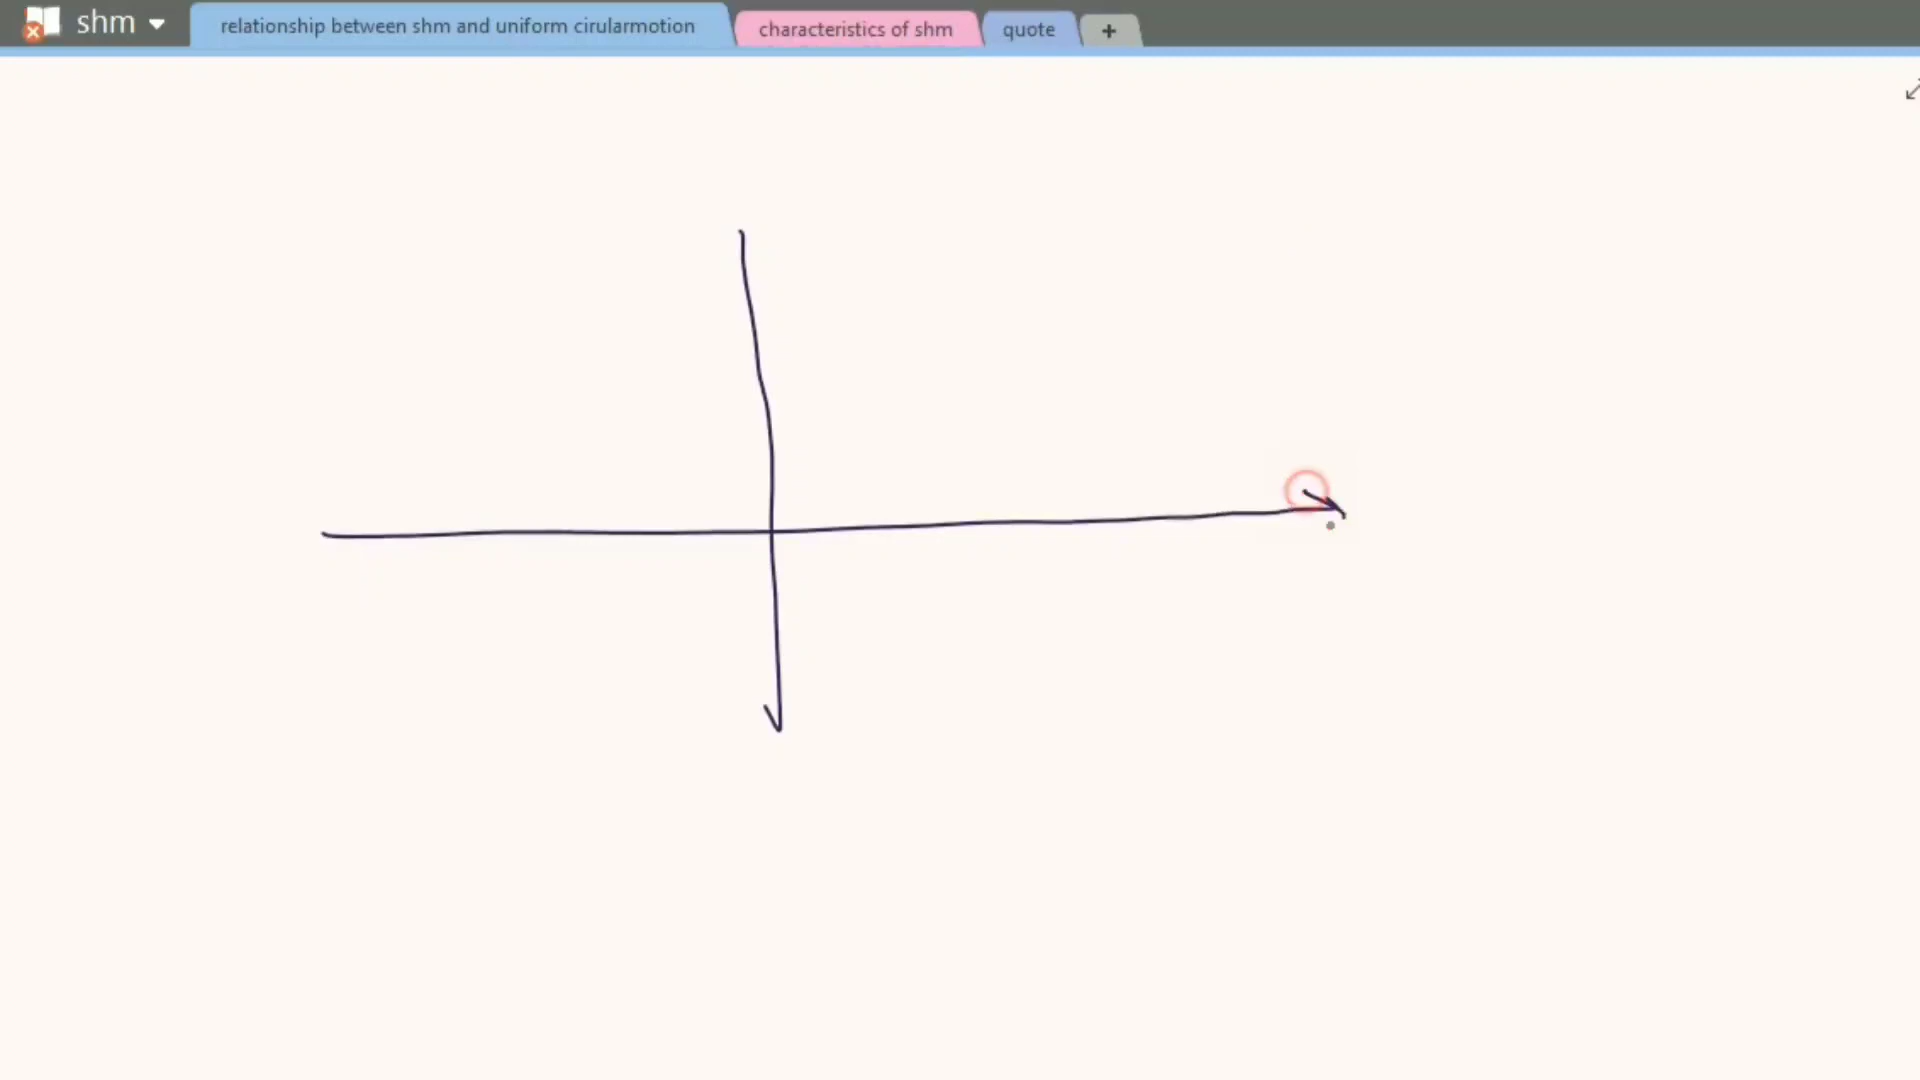 shm
relationship between shm and uniform cirularmotion
characteristics of shm
quote
+